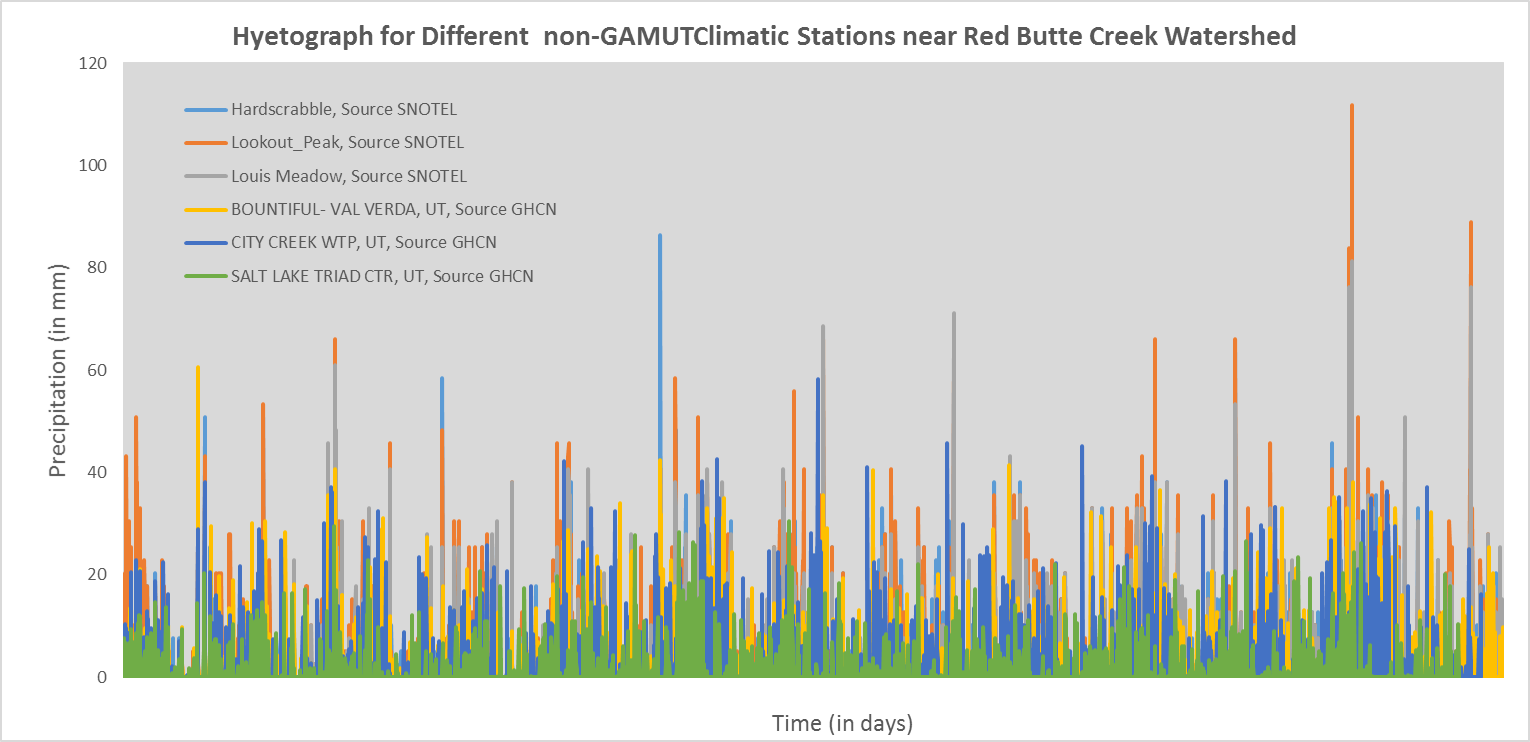 Hyetograph for Different  non-GAMUTClimatic Stations near Red Butte Creek Watershed
120
100
80
60
40
20
0
Precipitation (in mm)
Hardscrabble, Source SNOTEL
Lookout_Peak, Source SNOTEL
Louis Meadow, Source SNOTEL
BOUNTIFUL- VAL VERDA, UT, Source GHCN
CITY CREEK WTP, UT, Source GHCN
SALT LAKE TRIAD CTR, UT, Source GHCN
Time (in days)